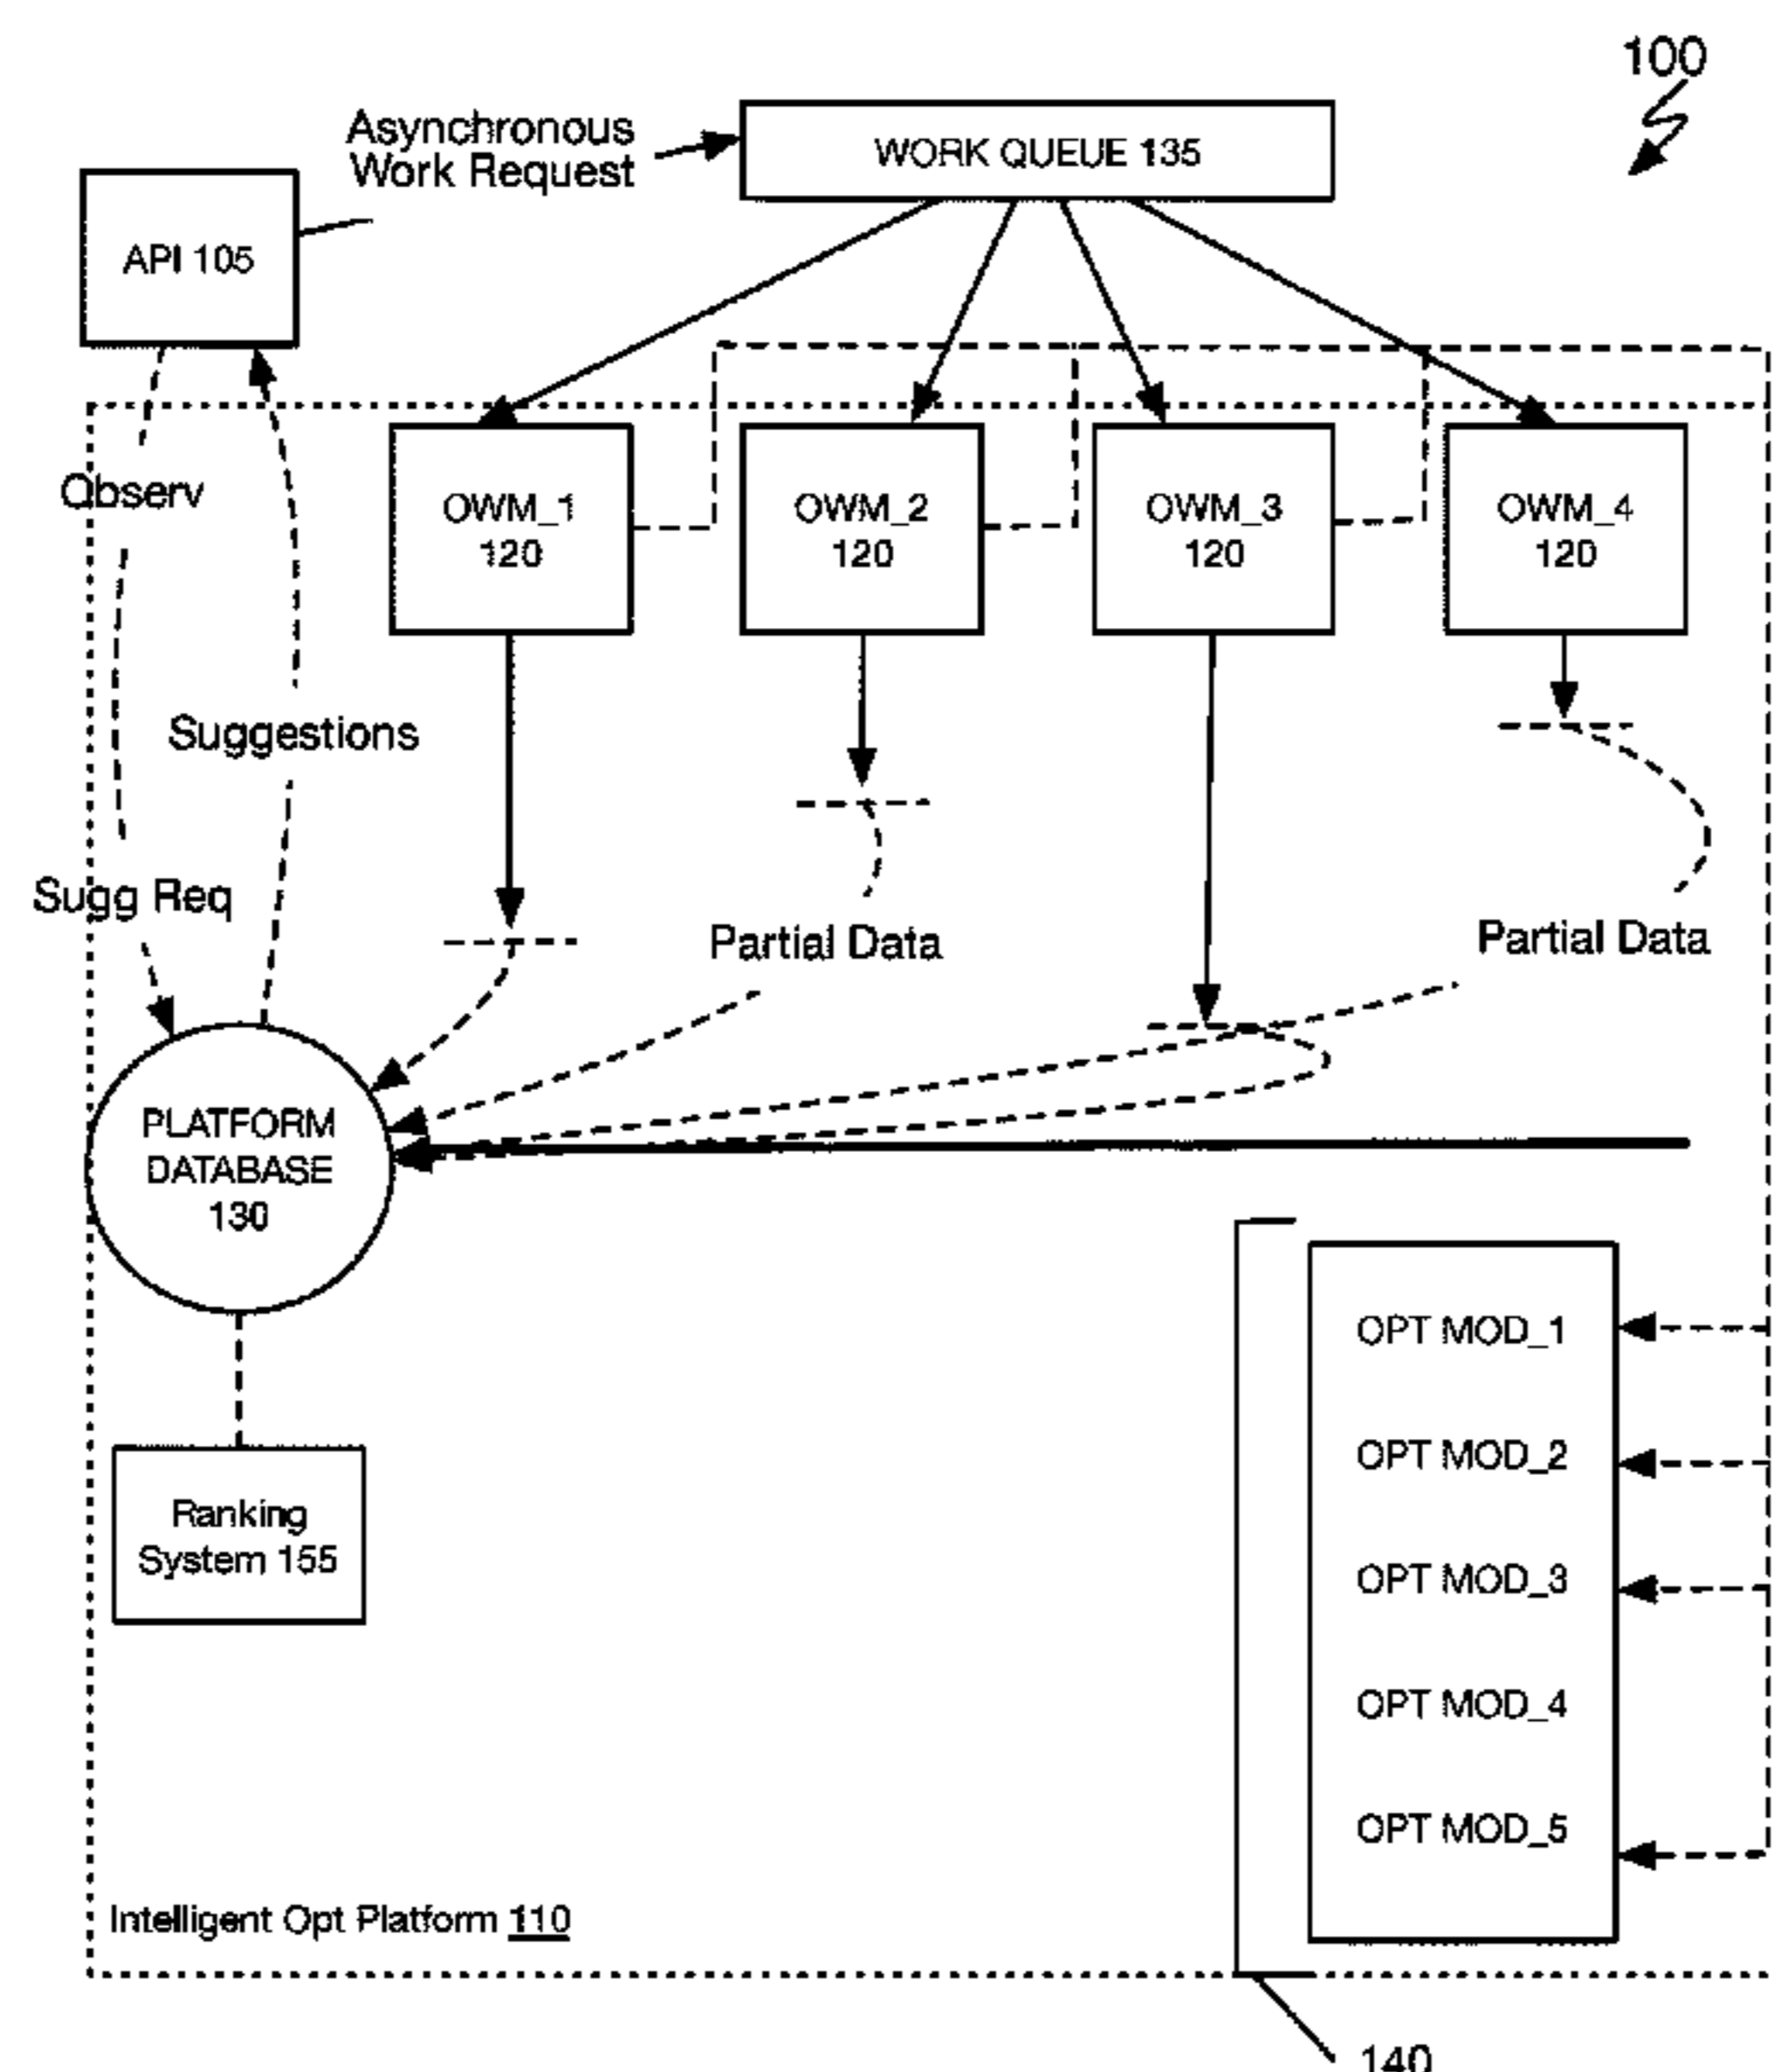 100
Asynchronous
Work Request
WORK QUEUE 135
API 105
Observ
OWM_1
120
OWM_2
120
OWM_3
120
OWM_4
120
Suggestions
Sugg Req
Partial Data
Partial Data
PLATFORM
DATABASE
130
OPT MOD_1
OPT MOD_2
OPT MOD_3
OPT MOD_4
OPT MOD_5
Ranking
System 155
Intelligent Opt Platform 110
140